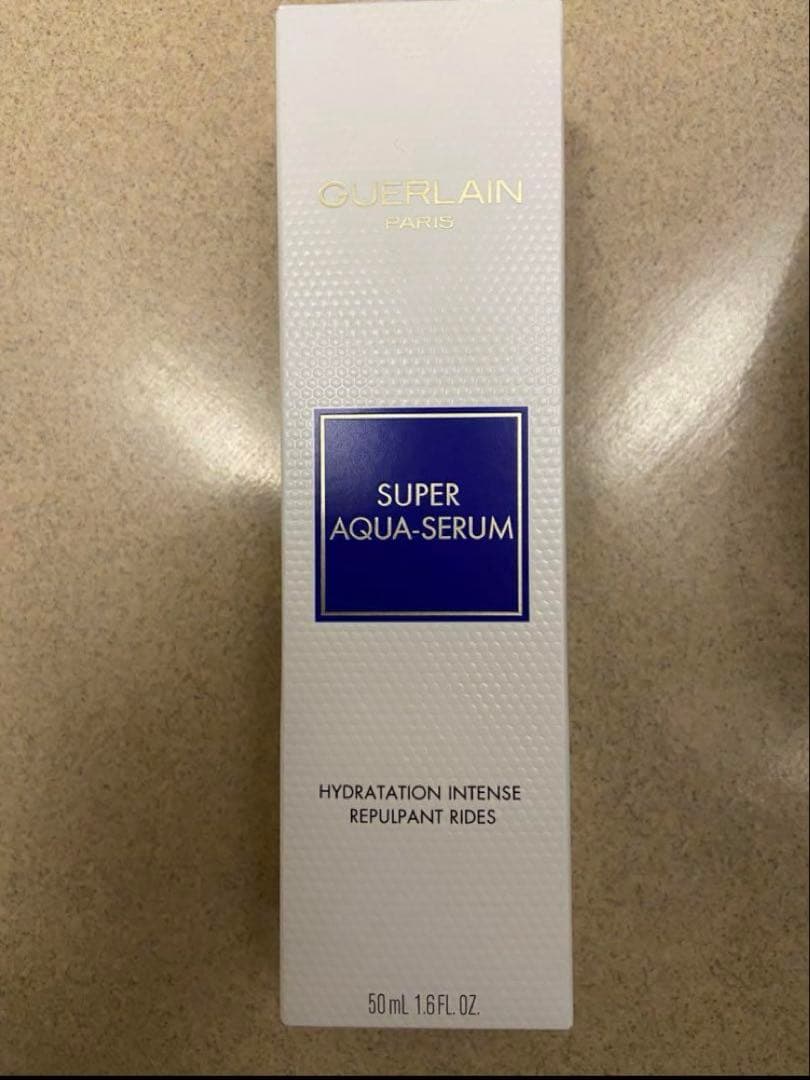 GUERLAIN
PARIS
SUPER
AQUA-SERUM
HYDRATATION INTENSE
REPULPANT RIDES
50 mL 1.6 FL. OZ.